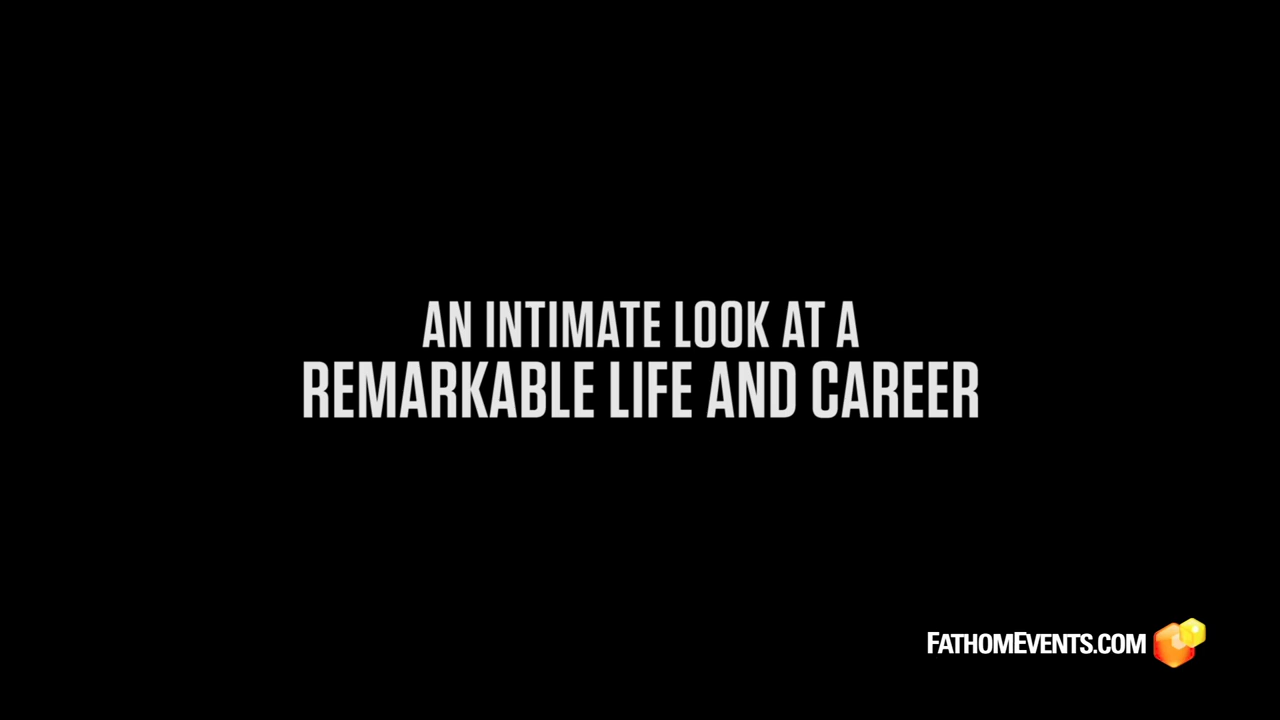 AN INTIMATE LOOK AT A
REMARKABLE LIFE AND CAREER
FATHOMEVENTS.COM